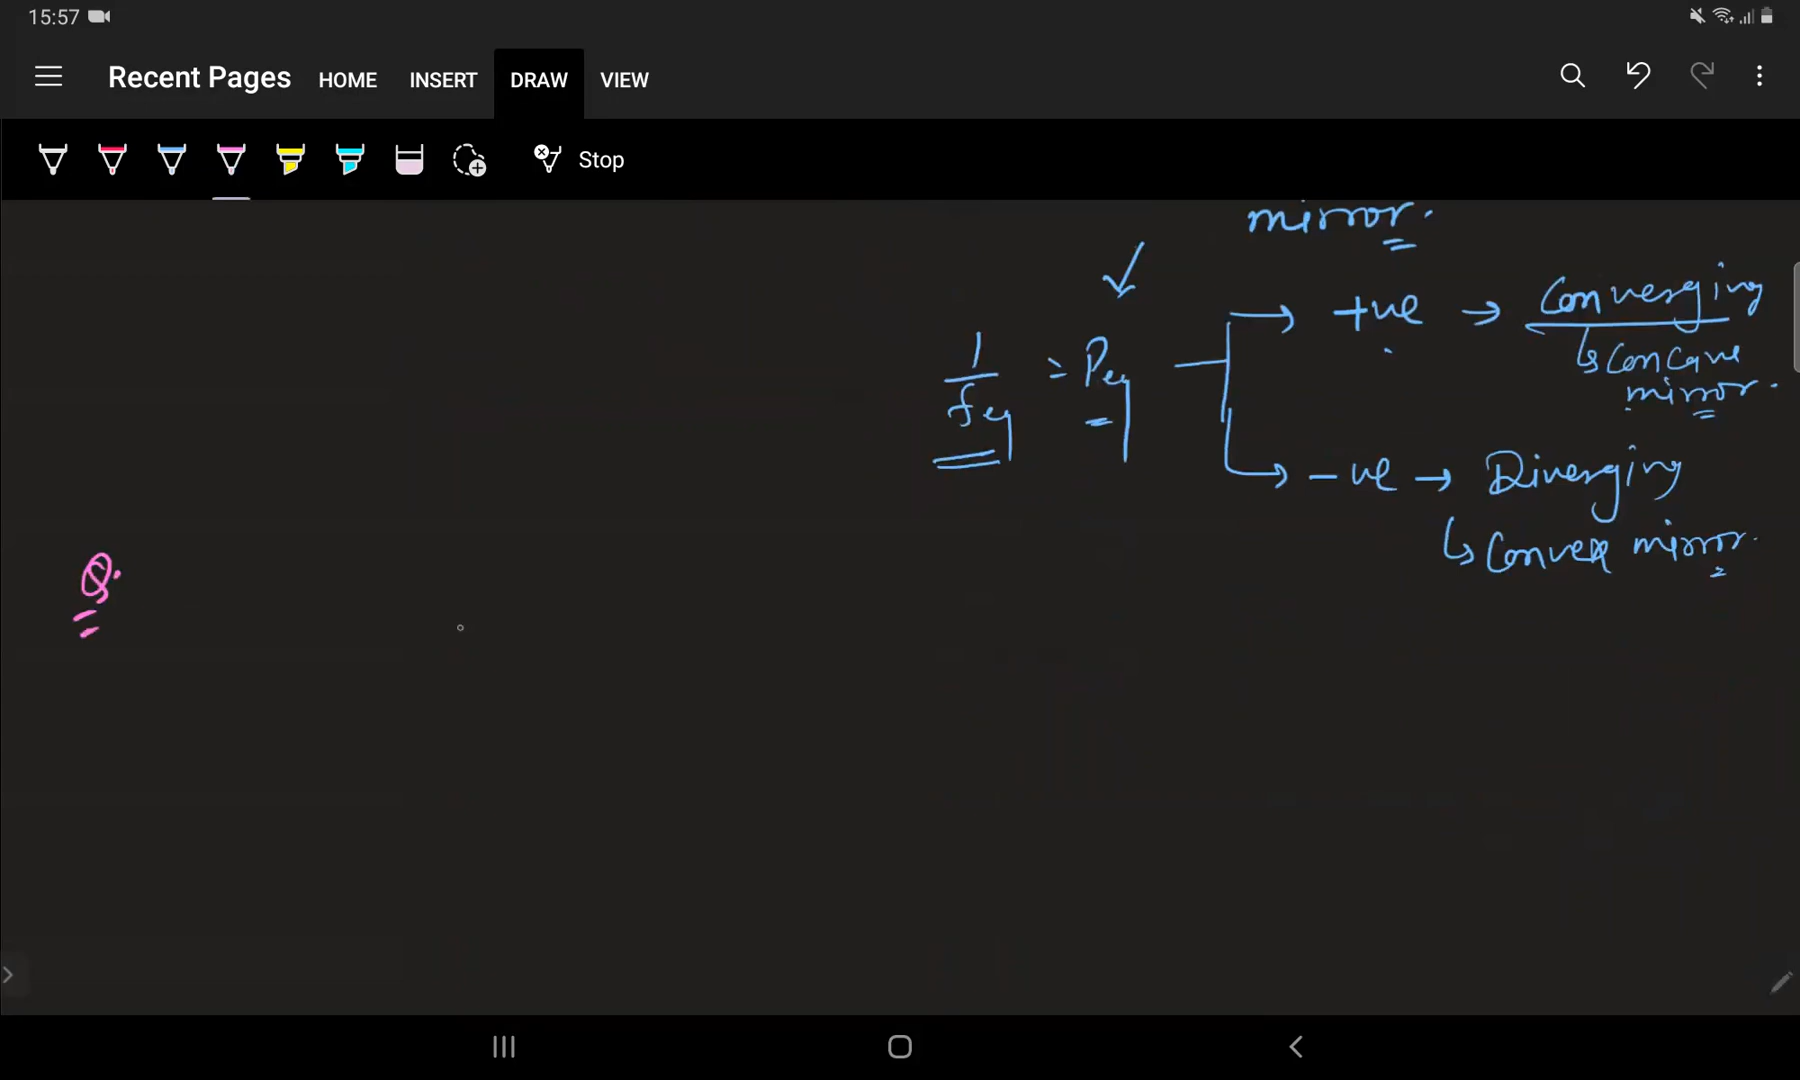 15:57
Recent Pages HOME INSERT DRAW VIEW
Stop
mirror.
+ve → Converging
↳ Concave
mirror.
1/feq = Peq
-ve → Diverging
↳ Convex mirror.
Q.